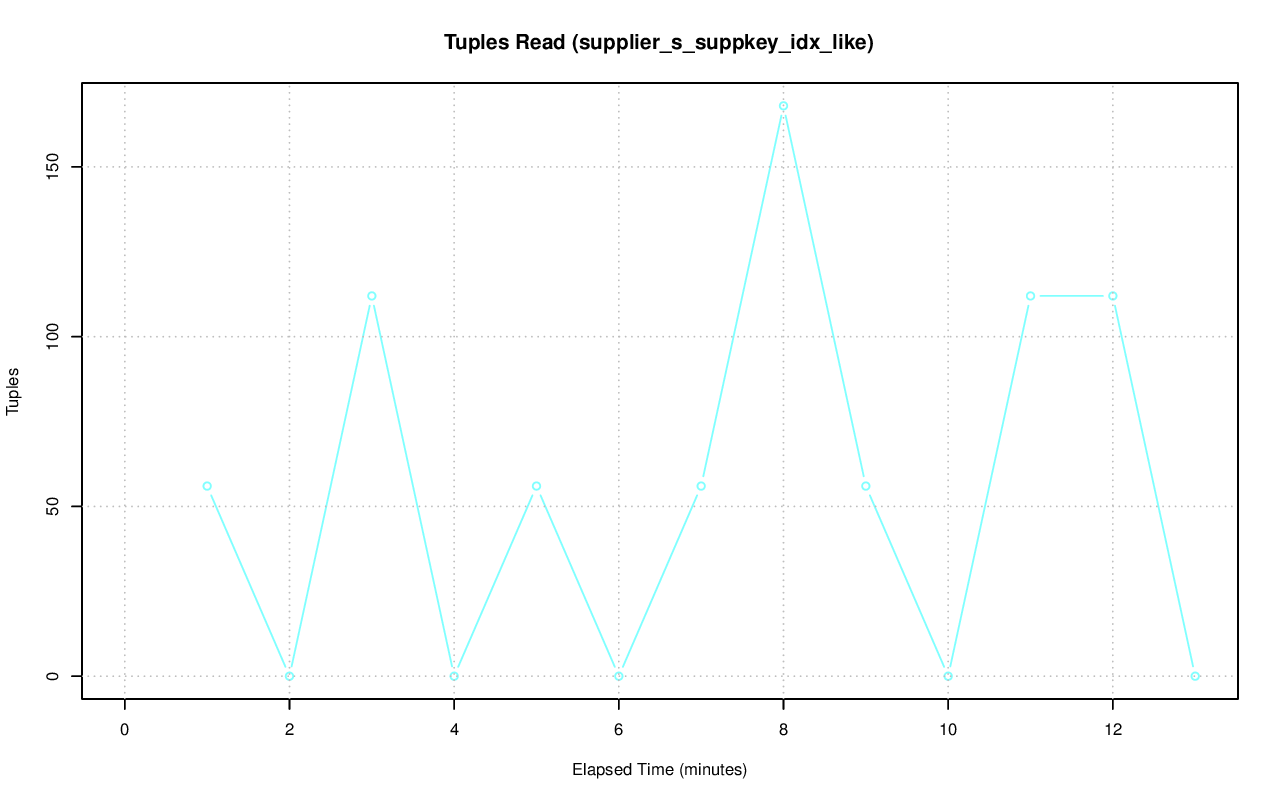 Tuples Read (supplier_s_suppkey_idx_like)
Tuples
150
100
50
0
0 2 4 6 8 10 12
Elapsed Time (minutes)